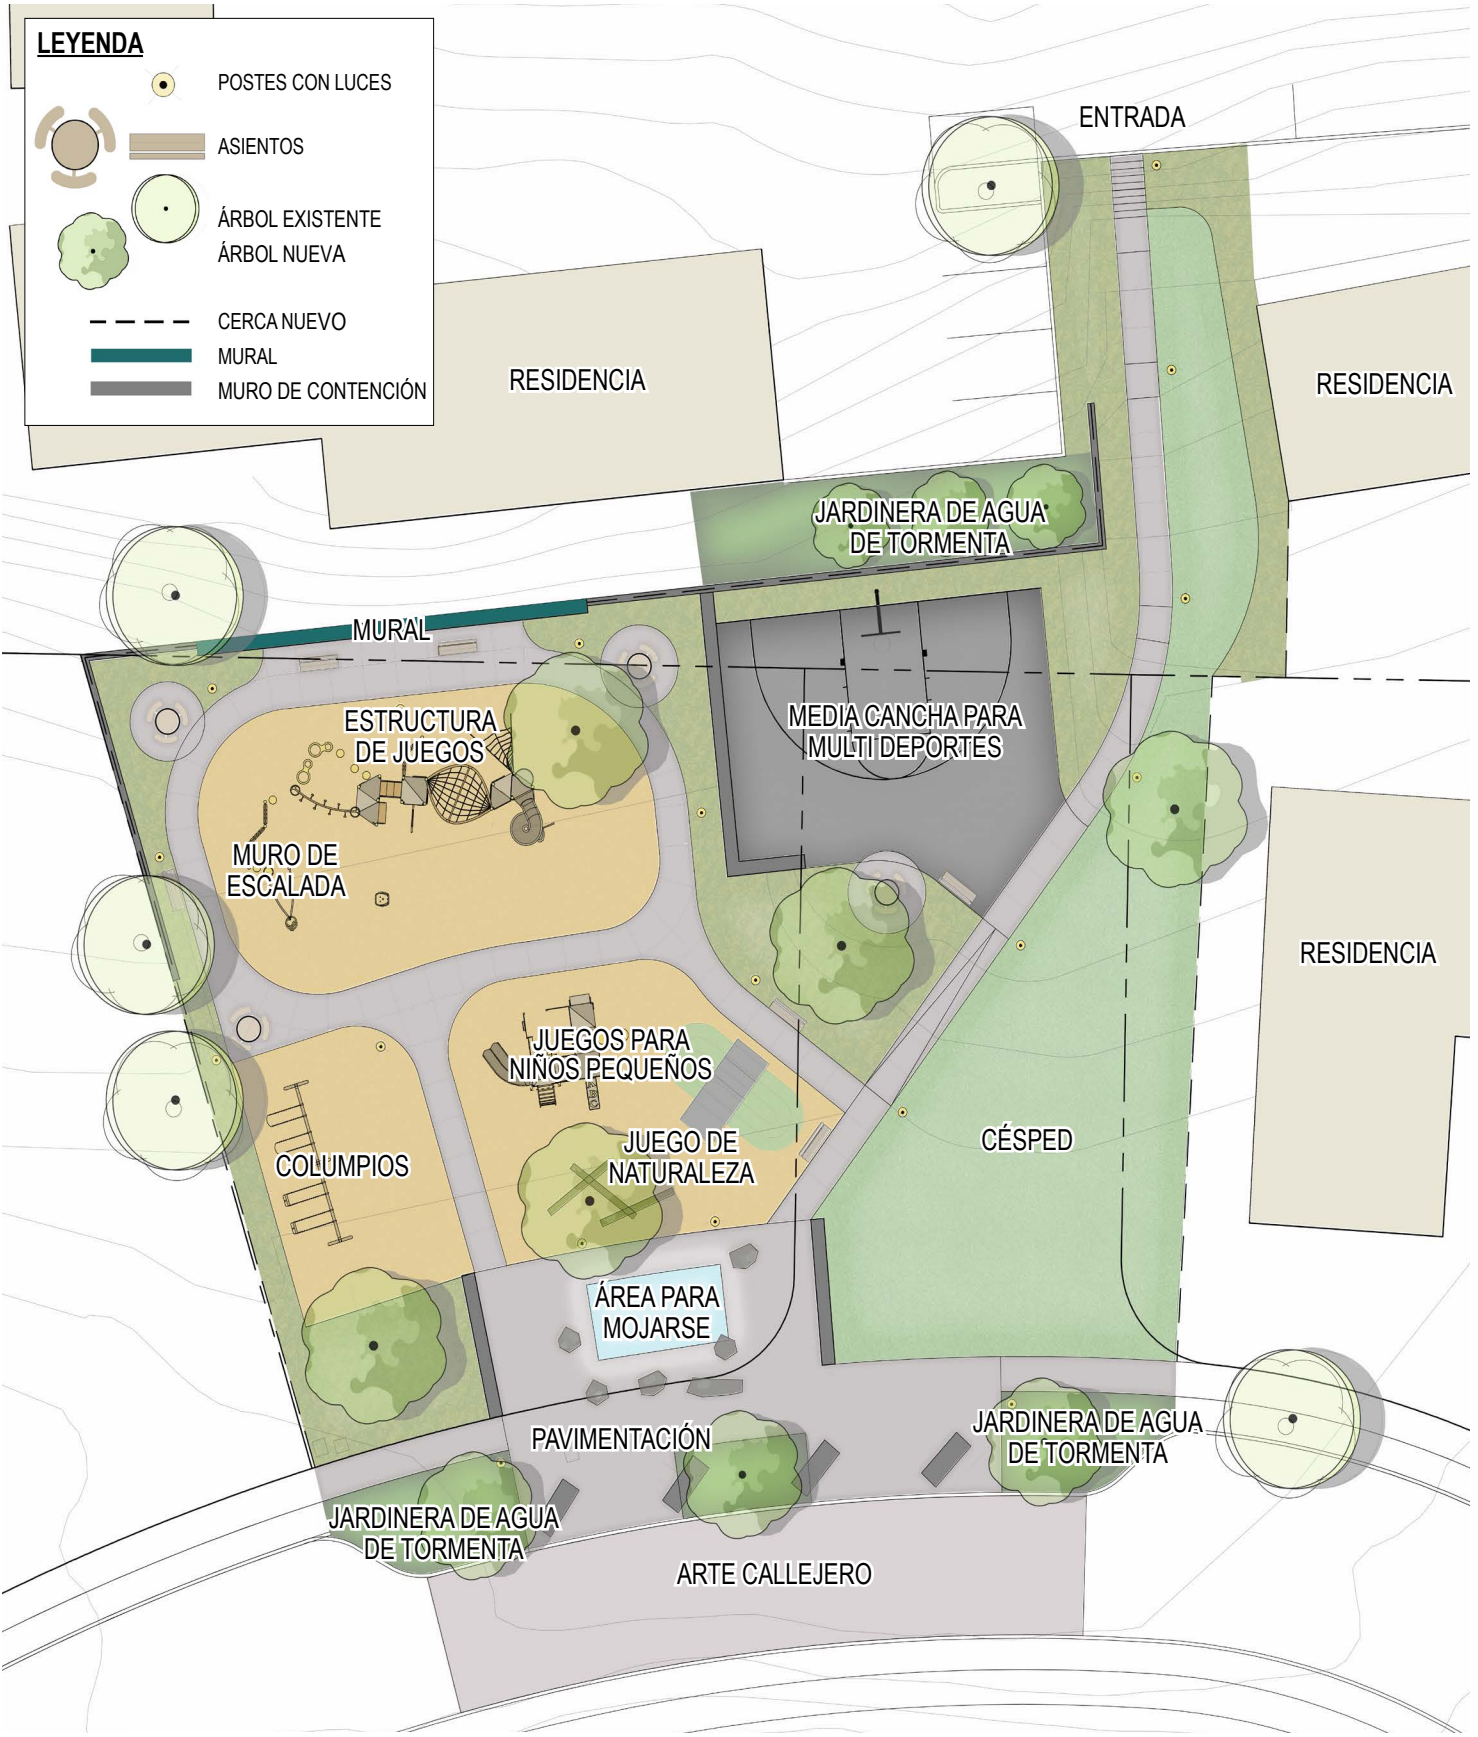 LEYENDA
POSTES CON LUCES
ASIENTOS
ÁRBOL EXISTENTE
ÁRBOL NUEVA
CERCA NUEVO
MURAL
MURO DE CONTENCIÓN
ENTRADA
RESIDENCIA
RESIDENCIA
JARDINERA DE AGUA
DE TORMENTA
MURAL
ESTRUCTURA
DE JUEGOS
MEDIA CANCHA PARA
MULTI DEPORTES
MURO DE
ESCALADA
RESIDENCIA
JUEGOS PARA
NIÑOS PEQUEÑOS
JUEGO DE
NATURALEZA
CÉSPED
COLUMPIOS
ÁREA PARA
MOJARSE
PAVIMENTACIÓN
JARDINERA DE AGUA
DE TORMENTA
JARDINERA DE AGUA
DE TORMENTA
ARTE CALLEJERO